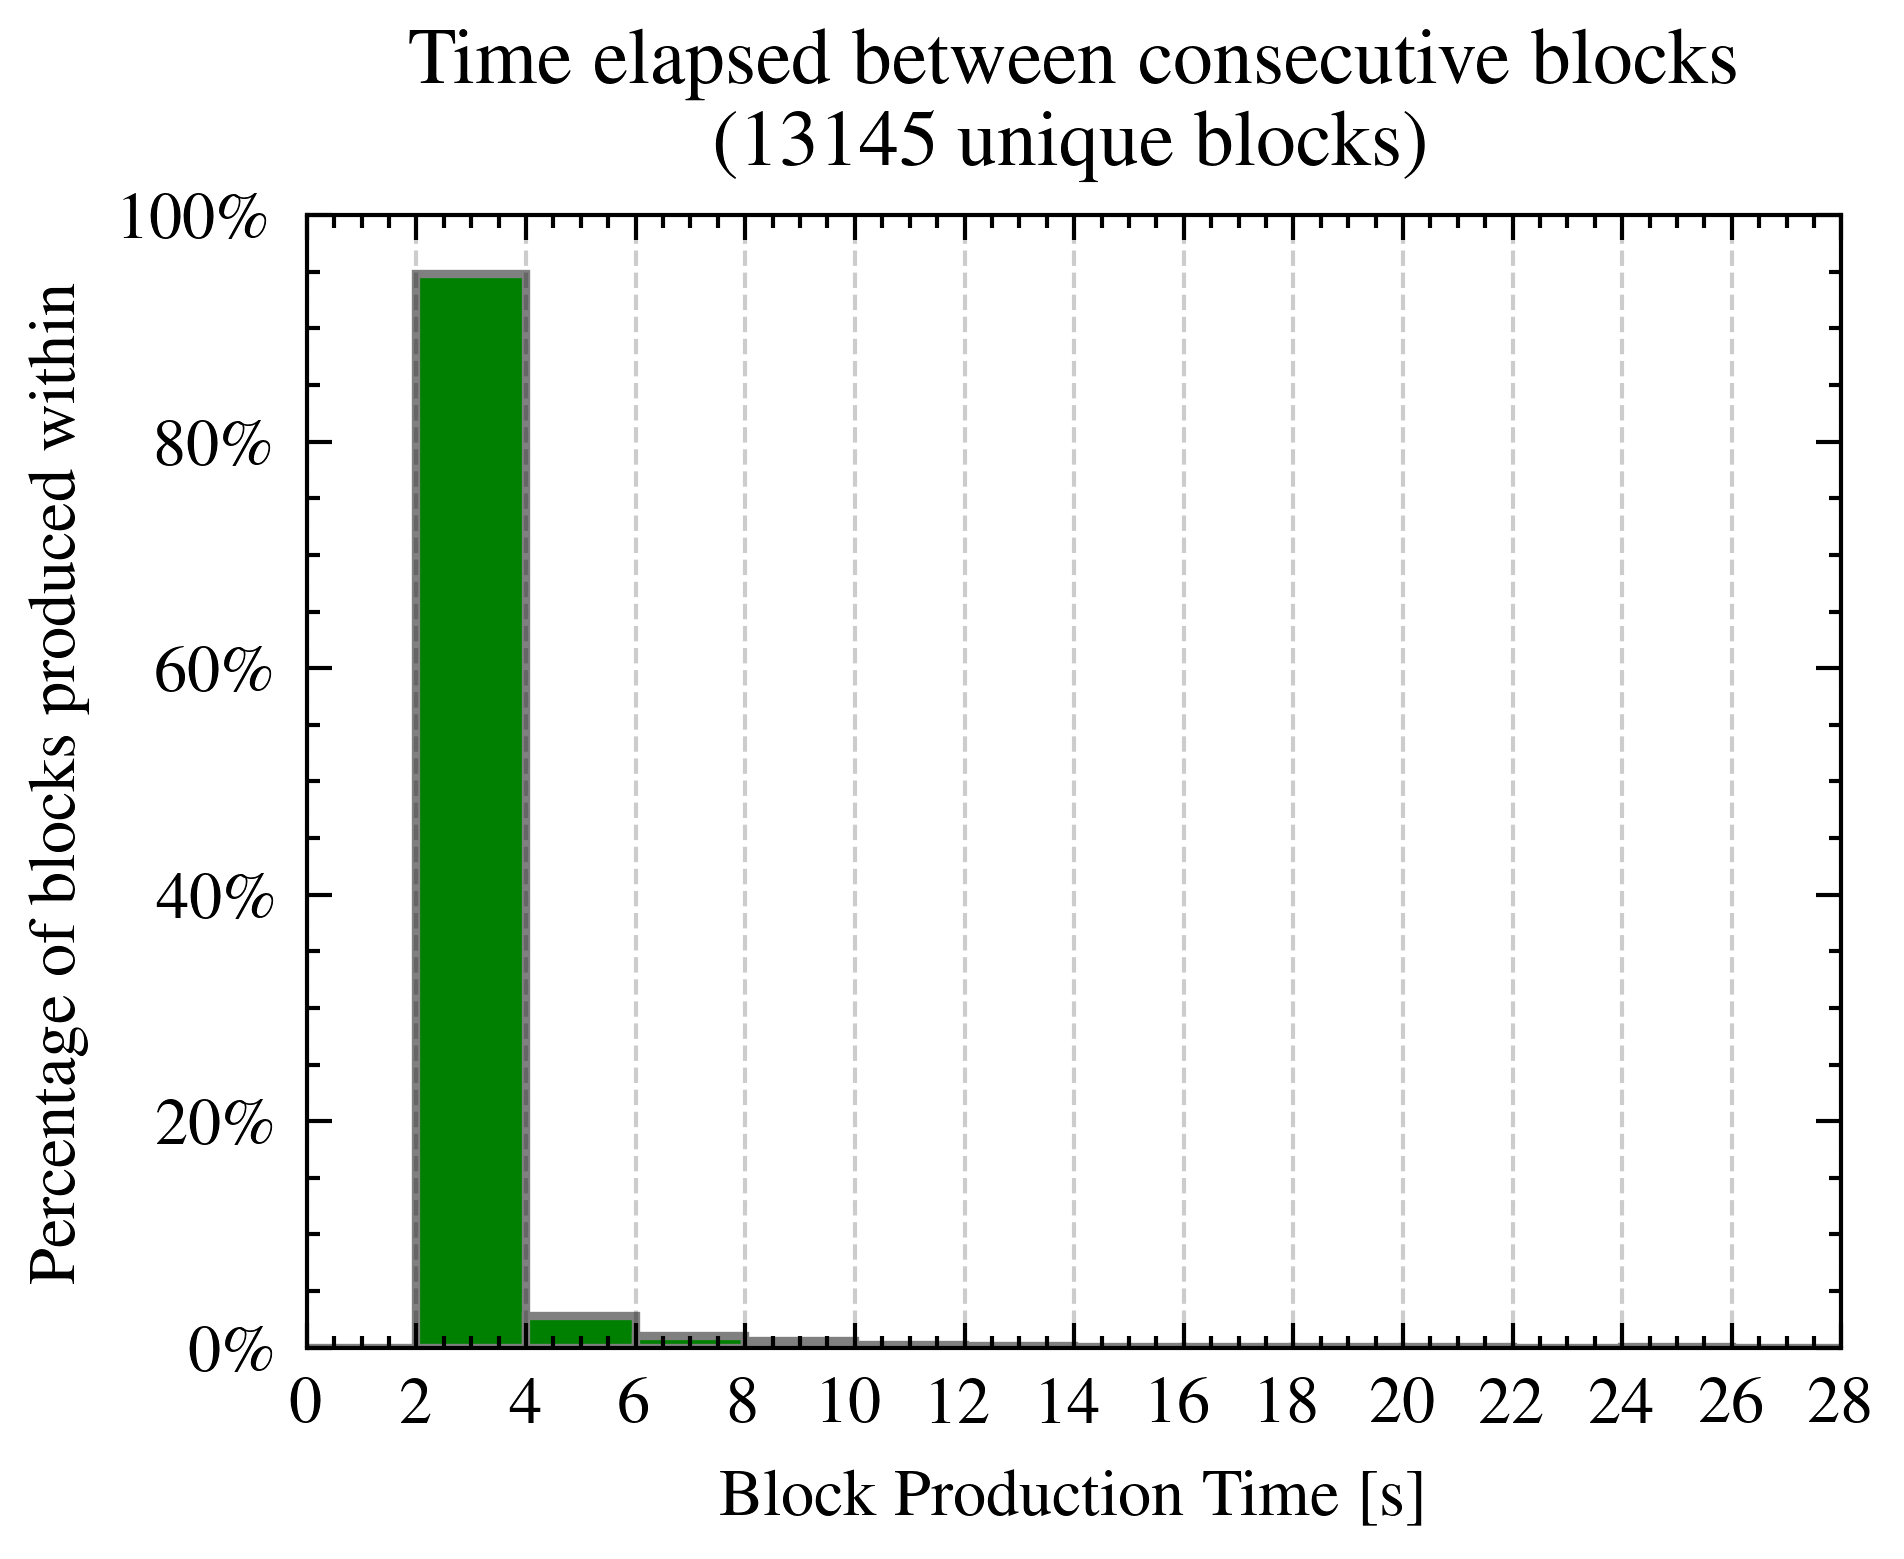 Time elapsed between consecutive blocks
(13145 unique blocks)
Percentage of blocks produced within
100%
80%
60%
40%
20%
0%
0 2 4 6 8 10 12 14 16 18 20 22 24 26 28
Block Production Time [s]